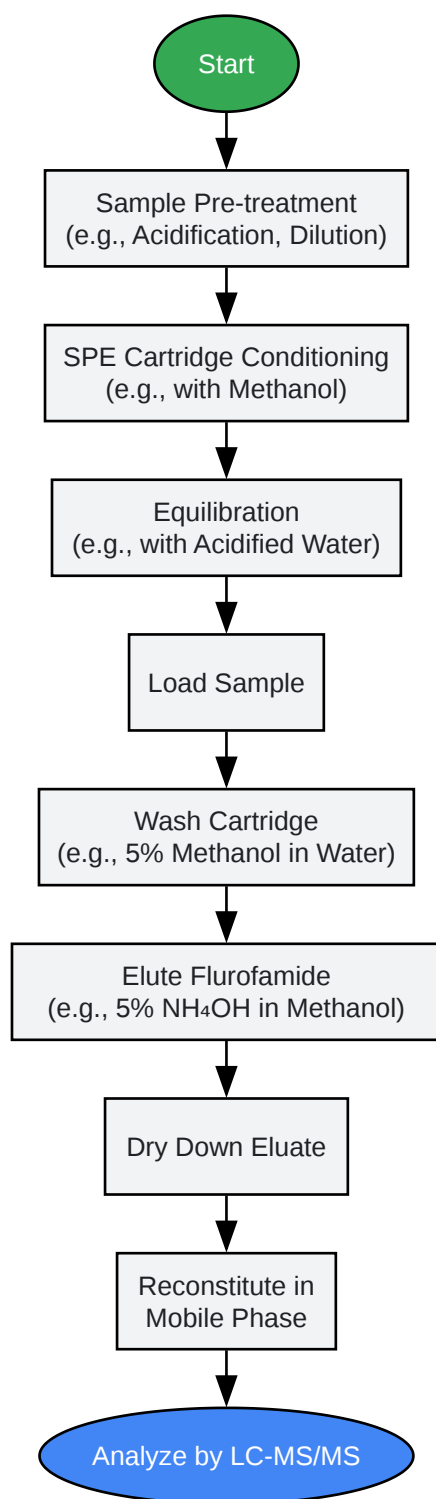 Start
Sample Pre-treatment
(e.g., Acidification, Dilution)
SPE Cartridge Conditioning
(e.g., with Methanol)
Equilibration
(e.g., with Acidified Water)
Load Sample
Wash Cartridge
(e.g., 5% Methanol in Water)
Elute Flurofamide
(e.g., 5% NH₄OH in Methanol)
Dry Down Eluate
Reconstitute in
Mobile Phase
Analyze by LC-MS/MS